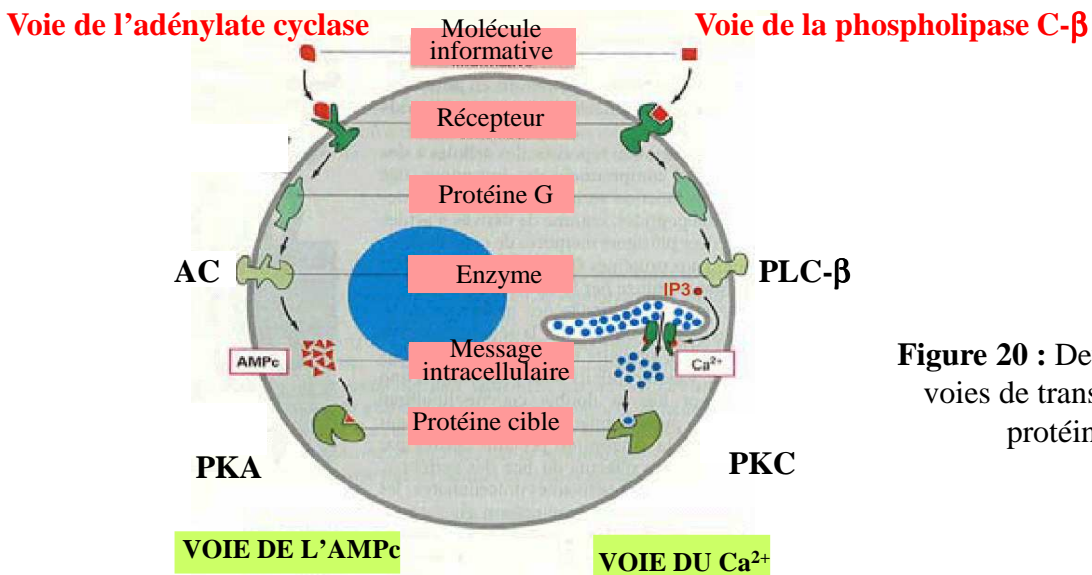 Voie de l’adénylate cyclase
Voie de la phospholipase C-β
Molécule
informative
Récepteur
Protéine G
AC
Enzyme
PLC-β
IP3
Message
intracellulaire
AMPc
Ca²⁺
Figure 20 : De
voies de trans
protéin
Protéine cible
PKA
PKC
VOIE DE L’AMPc
VOIE DU Ca²⁺